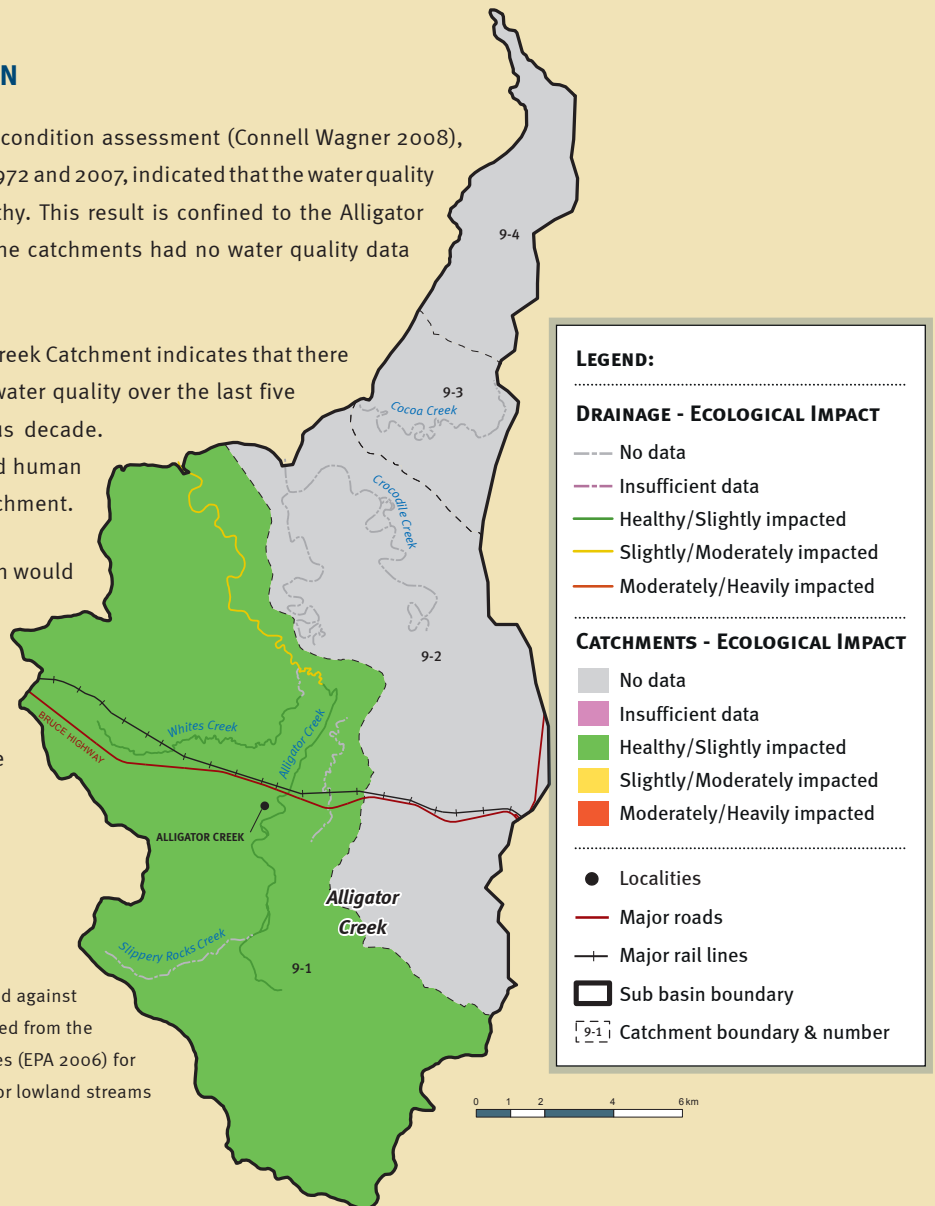 N
condition assessment (Connell Wagner 2008),
972 and 2007, indicated that the water quality
thy. This result is confined to the Alligator
ne catchments had no water quality data
reek Catchment indicates that there
water quality over the last five
us decade.
d human
chment.
n would
e
d against
ed from the
es (EPA 2006) for
or lowland streams
9-4
9-3
Cocoa Creek
Crocodile Creek
9-2
Whites Creek
Alligator Creek
BRUCE HIGHWAY
ALLIGATOR CREEK
Alligator
Creek
Slippery Rocks Creek
9-1
LEGEND:
DRAINAGE - ECOLOGICAL IMPACT
No data
Insufficient data
Healthy/Slightly impacted
Slightly/Moderately impacted
Moderately/Heavily impacted
CATCHMENTS - ECOLOGICAL IMPACT
No data
Insufficient data
Healthy/Slightly impacted
Slightly/Moderately impacted
Moderately/Heavily impacted
Localities
Major roads
Major rail lines
Sub basin boundary
9-1 Catchment boundary & number
0 1 2 4 6 km